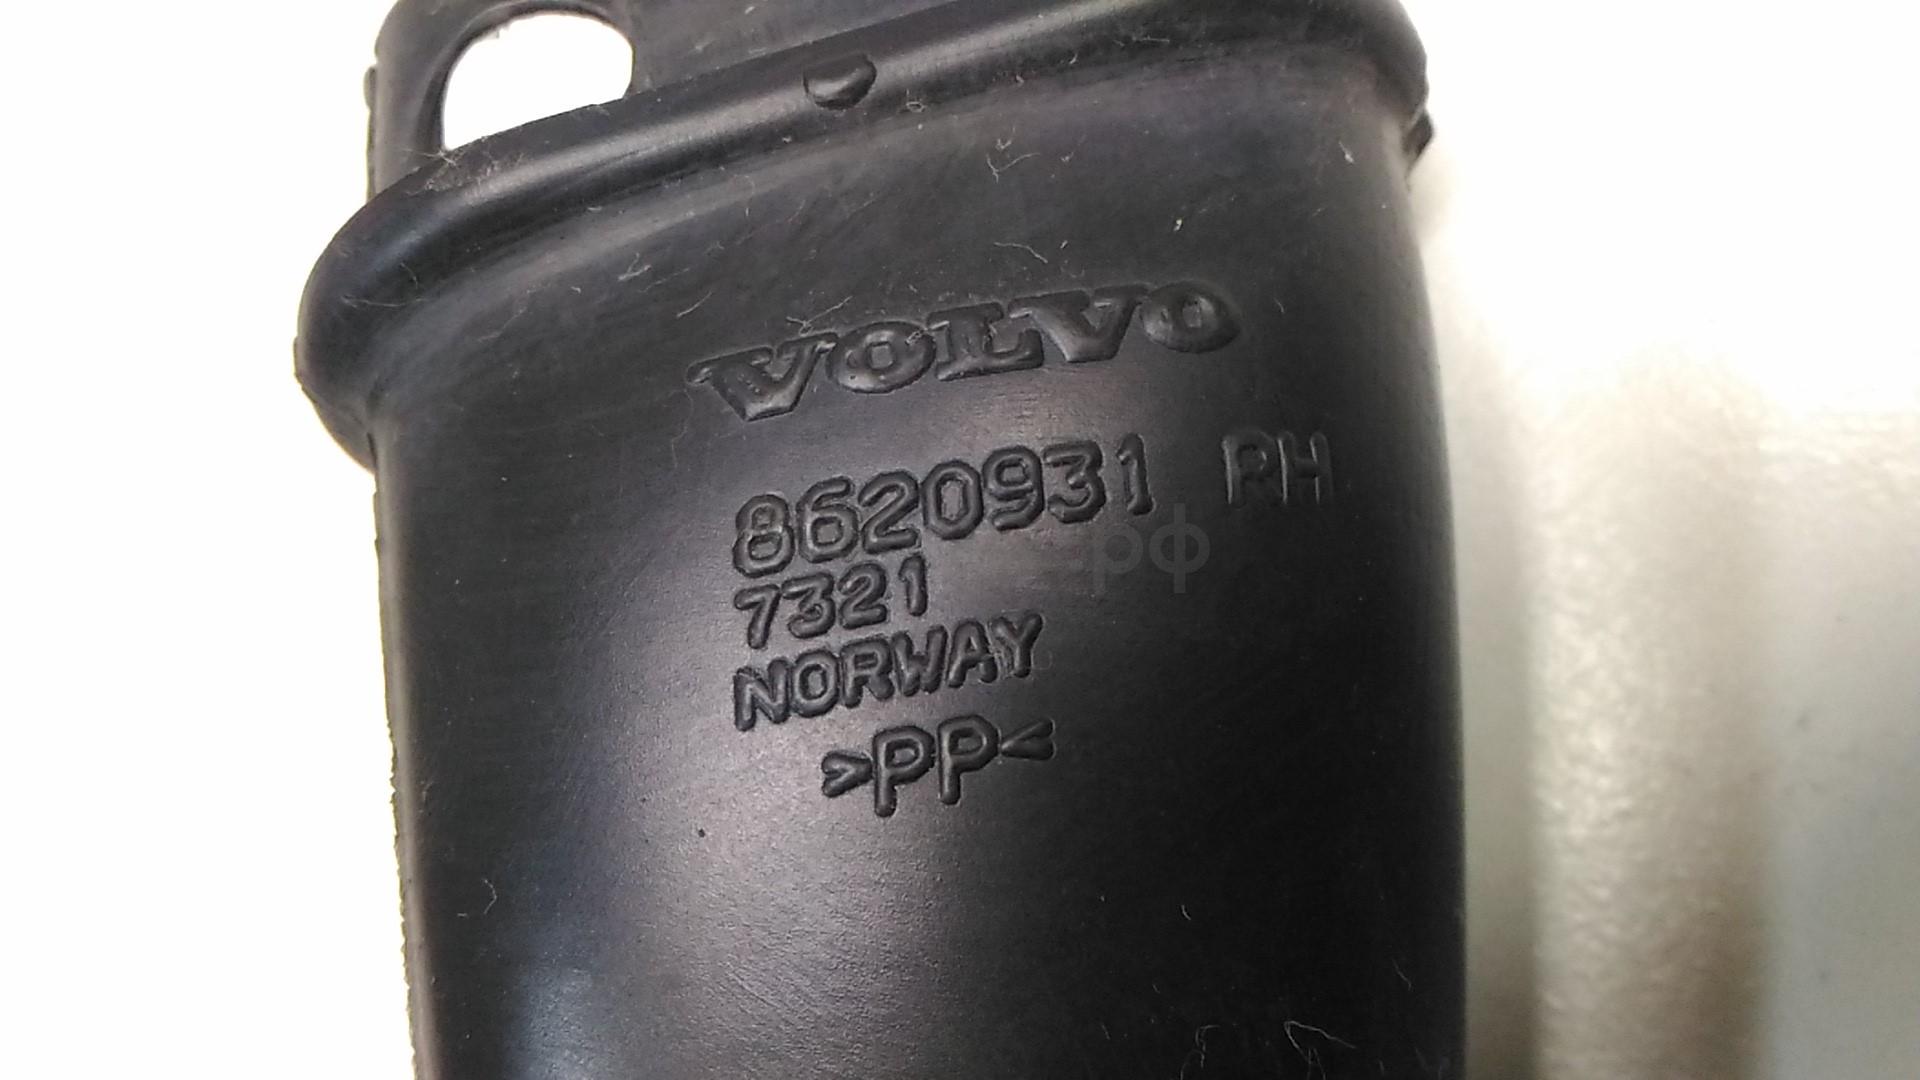 VOLVO
8620931 RH
рф
7321
NORWAY
>PP<